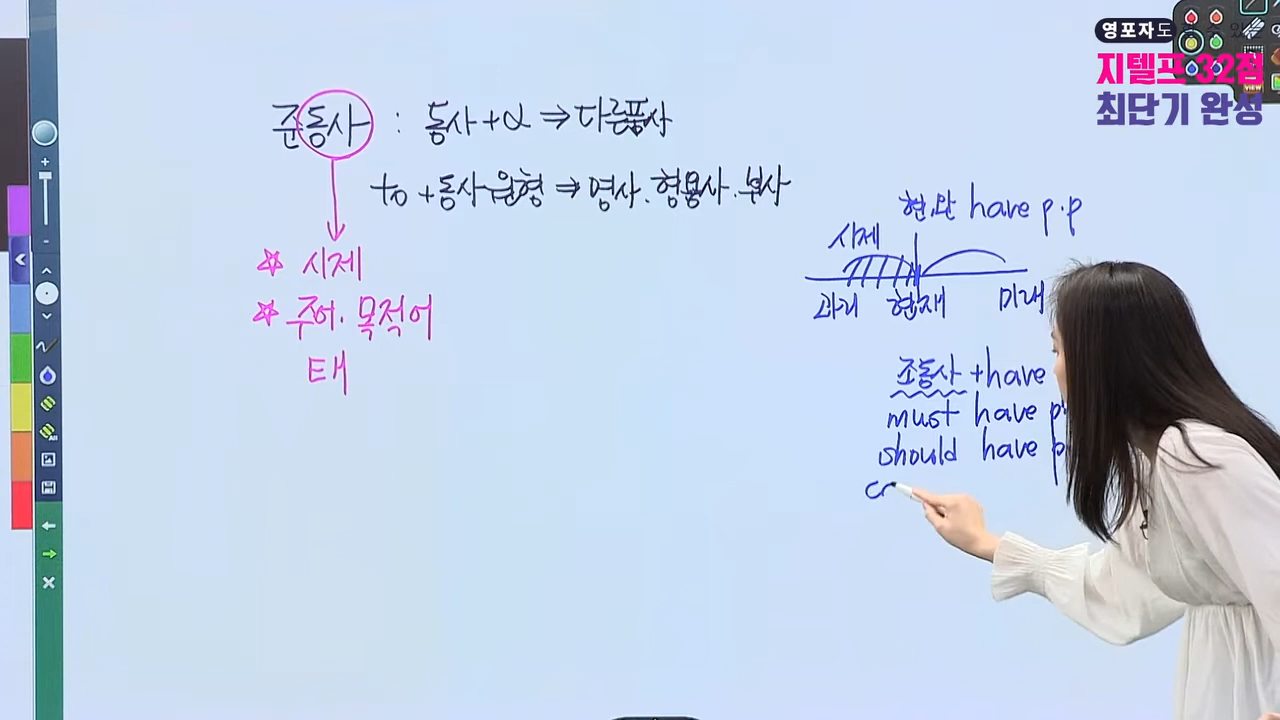 영포자도
지텔프 32점
최단기 완성
준동사 : 동사+α ⇒ 다른품사
to + 동사원형 ⇒ 명사. 형용사. 부사
☆ 시제
☆ 주어. 목적어
태
현.완 have p.p
시제
과거 현재 미래
조동사 +have
must have p
should have p